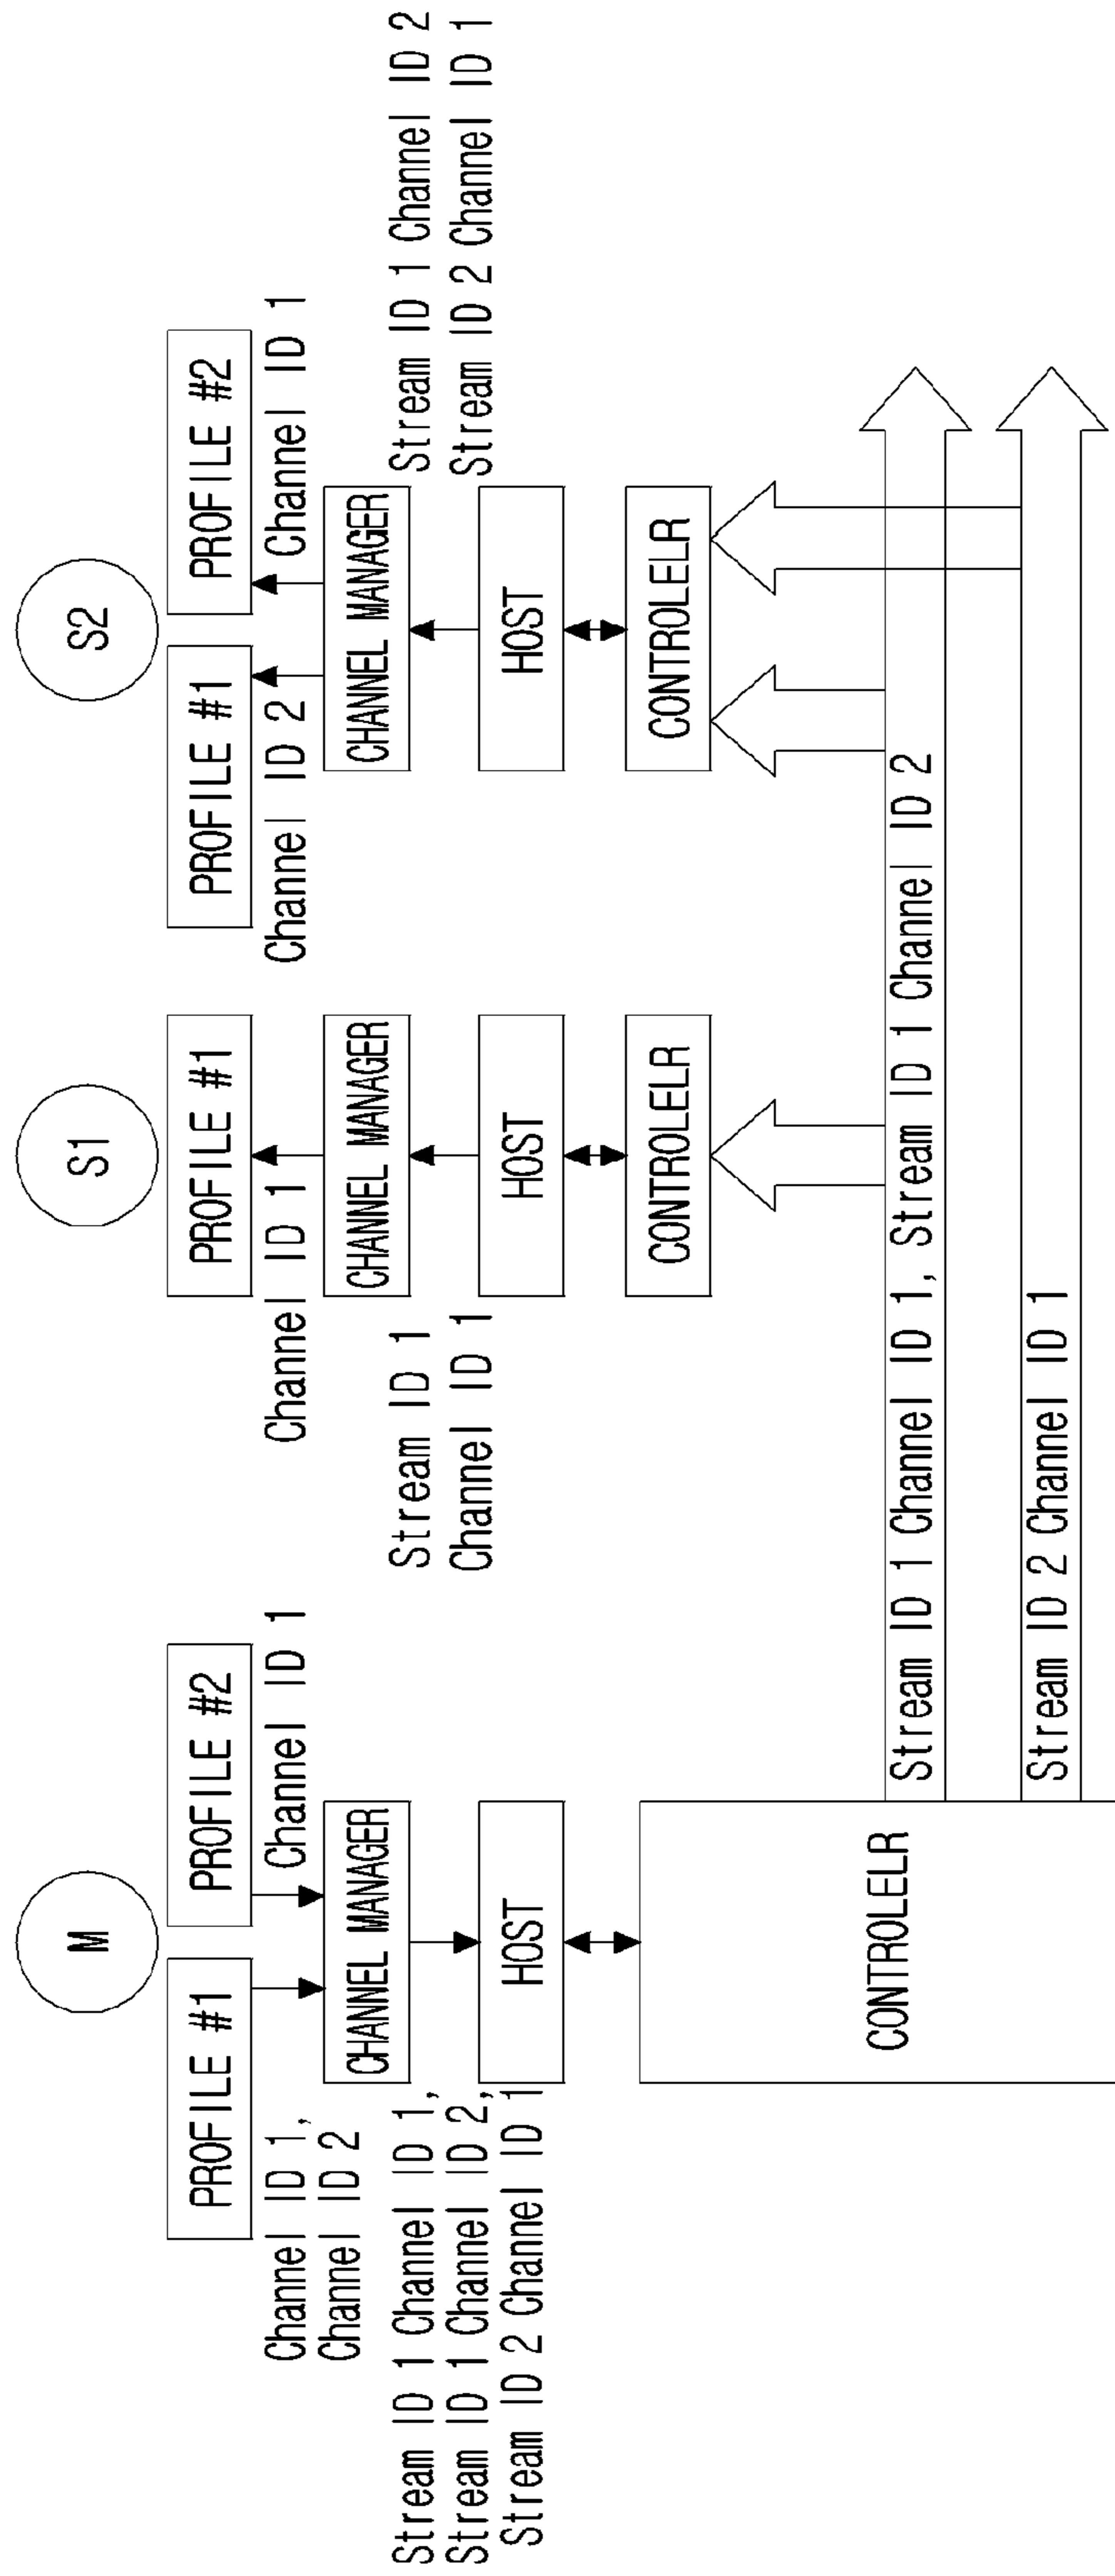 M
PROFILE #1
PROFILE #2
Channel ID 1,
Channel ID 2
Channel ID 1
CHANNEL MANAGER
Stream ID 1 Channel ID 1,
Stream ID 1 Channel ID 2,
Stream ID 2 Channel ID 1
HOST
CONTROLELR
S1
PROFILE #1
Channel ID 1
CHANNEL MANAGER
Stream ID 1
Channel ID 1
HOST
CONTROLELR
S2
PROFILE #1
PROFILE #2
Channel ID 2
Channel ID 1
CHANNEL MANAGER
Stream ID 1 Channel ID 2
Stream ID 2 Channel ID 1
HOST
CONTROLELR
Stream ID 1 Channel ID 1, Stream ID 1 Channel ID 2
Stream ID 2 Channel ID 1